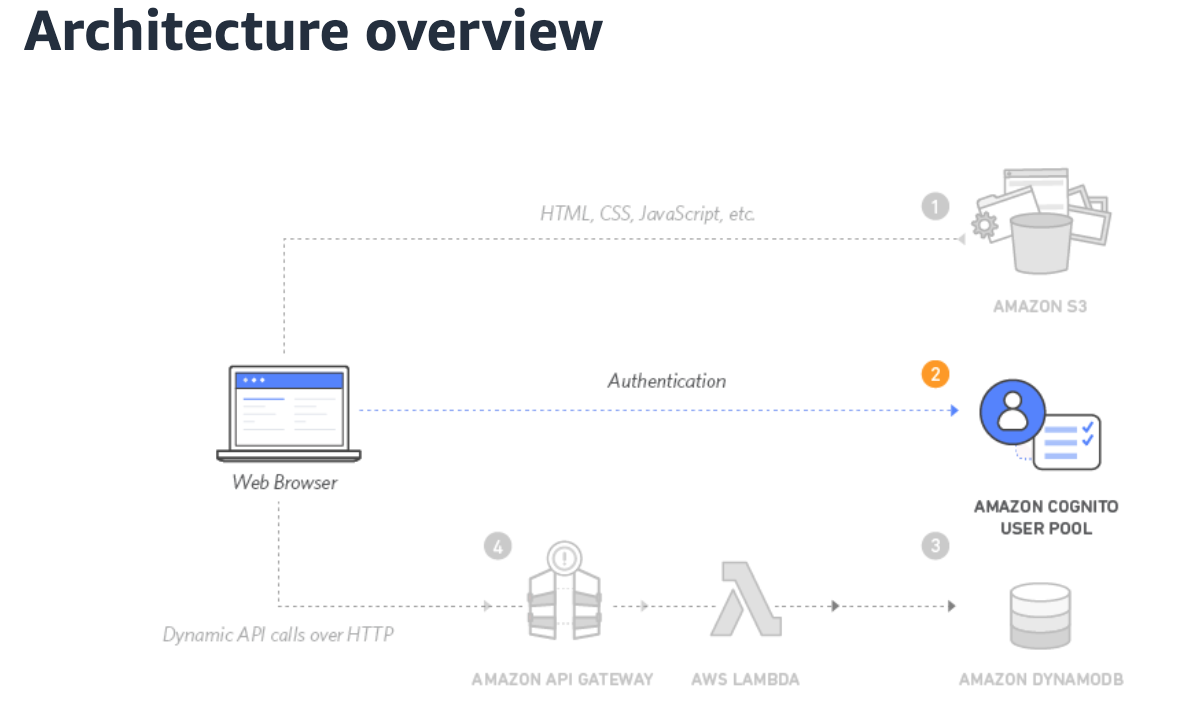 Architecture overview
HTML, CSS, JavaScript, etc.
1
AMAZON S3
Authentication
2
Web Browser
AMAZON COGNITO
USER POOL
4
3
Dynamic API calls over HTTP
AMAZON API GATEWAY
AWS LAMBDA
AMAZON DYNAMODB